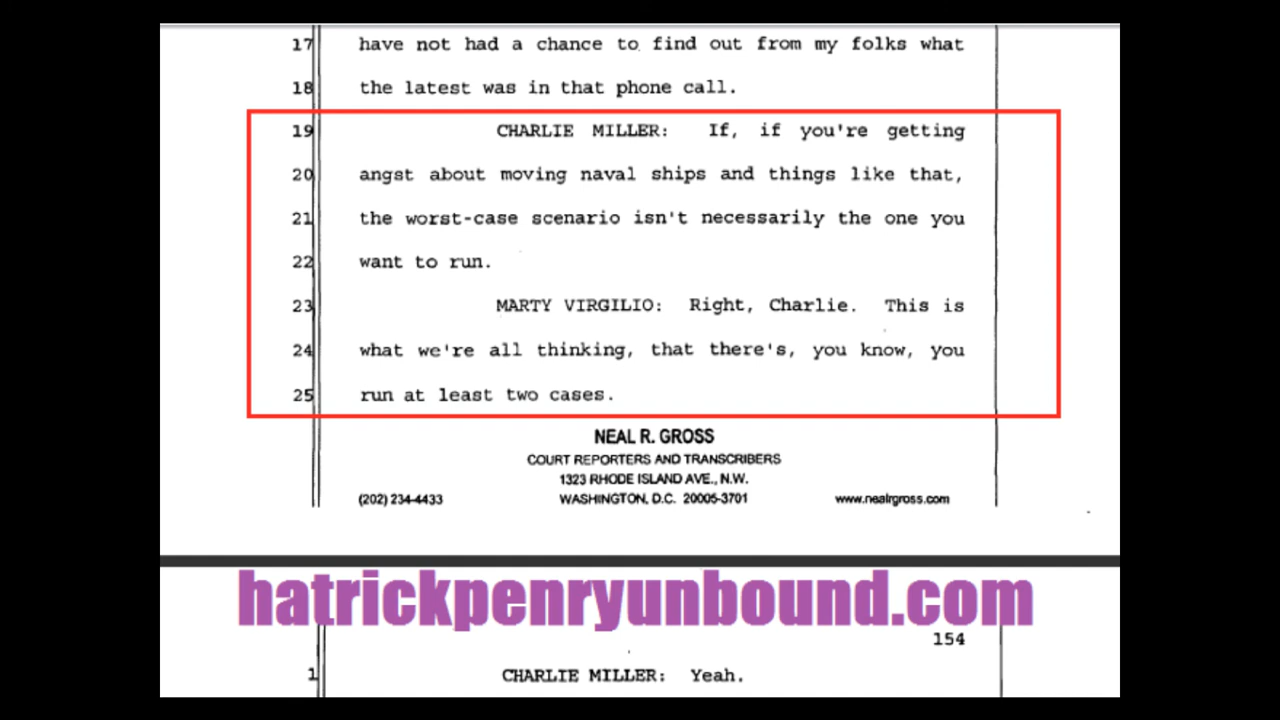 17 have not had a chance to find out from my folks what
18 the latest was in that phone call.
19 CHARLIE MILLER: If, if you're getting
20 angst about moving naval ships and things like that,
21 the worst-case scenario isn't necessarily the one you
22 want to run.
23 MARTY VIRGILIO: Right, Charlie. This is
24 what we're all thinking, that there's, you know, you
25 run at least two cases.
NEAL R. GROSS
COURT REPORTERS AND TRANSCRIBERS
1323 RHODE ISLAND AVE., N.W.
(202) 234-4433 WASHINGTON, D.C. 20005-3701 www.nealrgross.com
hatrickpenryunbound.com
154
1 CHARLIE MILLER: Yeah.